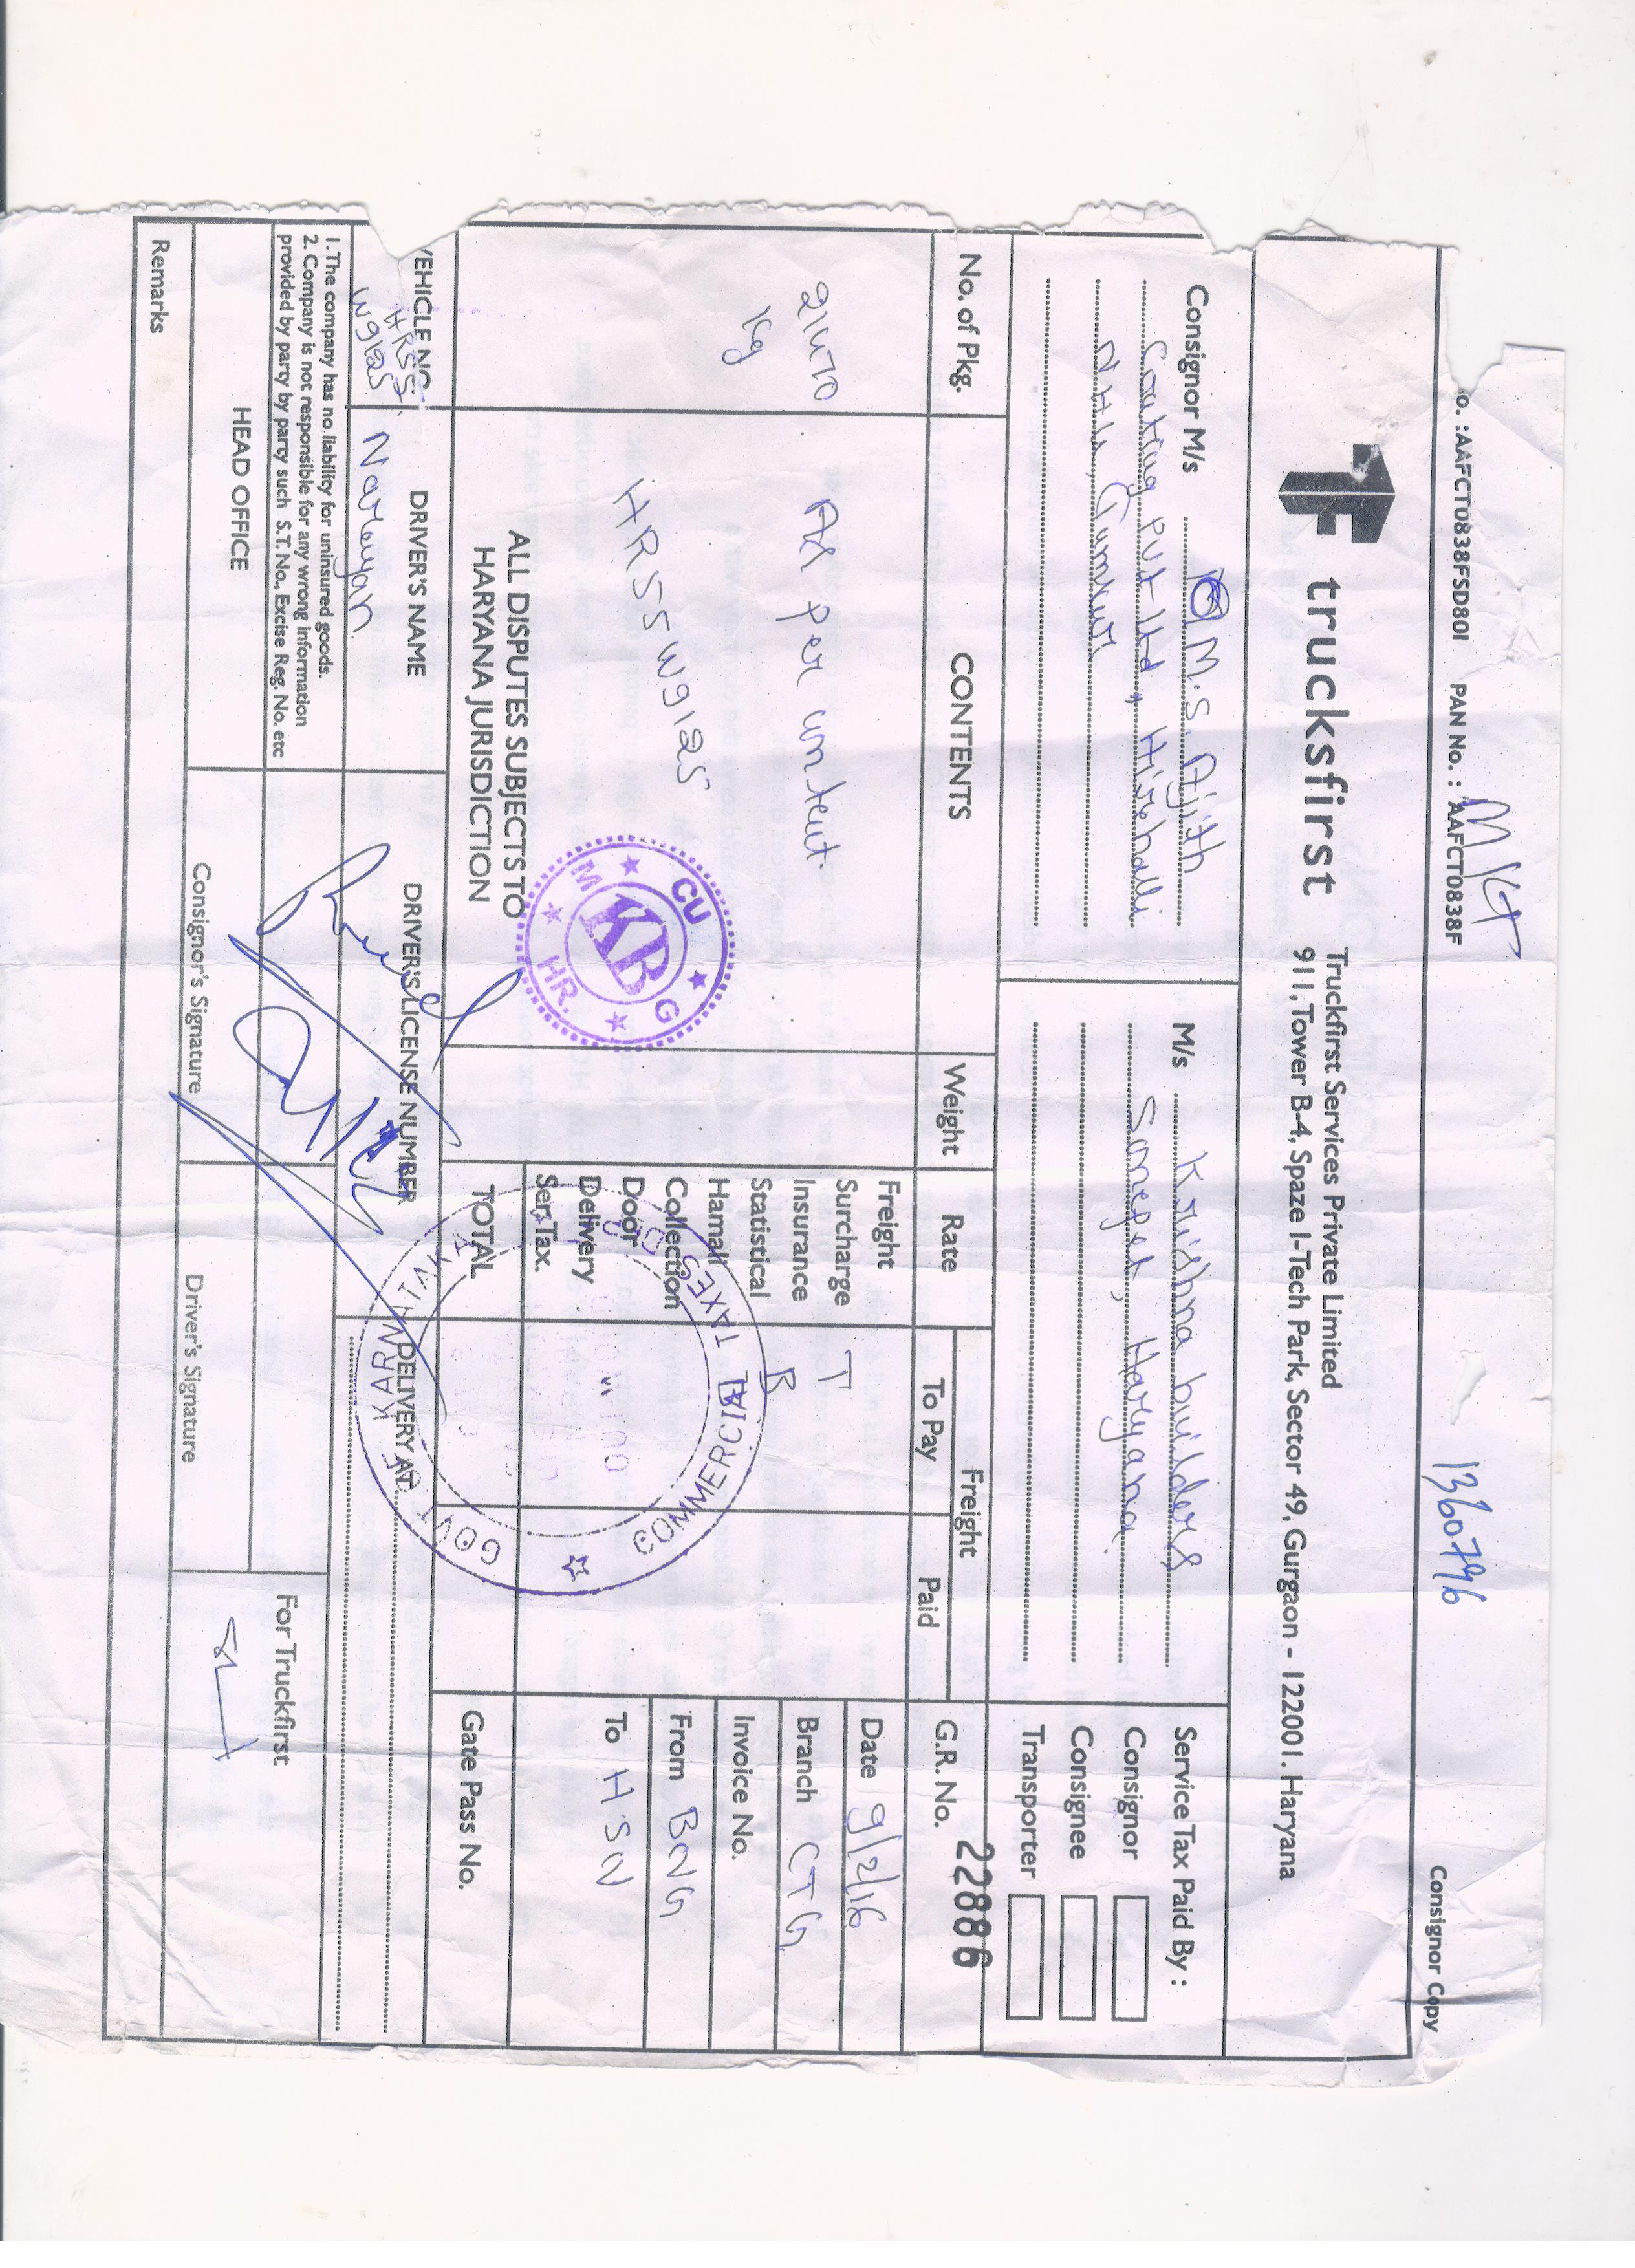 o. :AAFCT0838FSD801 PAN No. : AAFCT0838F
MKT
1360796
Consignor Copy
trucksfirst
Truckfirst Services Private Limited
911, Tower B-4, Spaze I-Tech Park, Sector 49, Gurgaon - 122001. Haryana
Consignor M/s M.S. Ajith
Coating Pvt ltd, Hirehalli
NH4,
M/s Krishna builders
Sonepet, Haryana.
Service Tax Paid By :
Consignor
Consignee
Transporter
No. of Pkg.
CONTENTS
Weight
Rate
Freight
To Pay
Paid
G.R. No. 22886
21470
Kg
As per
HR55W9125
ALL DISPUTES SUBJECTS TO
HARYANA JURISDICTION
CU
G
HR.
M
KB
Freight
Surcharge
Insurance
Statistical
Hamali
Collection
Door
Delivery
Ser.Tax.
TOTAL
T
B
B
COMMERCIAL TAXES
GOVT OF KARN
Date 9/2/16
Branch CTG
Invoice No.
From BNG
To HSN
Gate Pass No.
VEHICLE NO.
HR55
W9125
DRIVER'S NAME
Narayan
DRIVER'S LICENSE NUMBER
DELIVERY AT
1. The company has no liability for uninsured goods.
2. Company is not responsible for any wrong information
provided by party by party such S.T. No., Excise Reg. No. etc
HEAD OFFICE
Consignor's Signature
Driver's Signature
For Truckfirst
Remarks